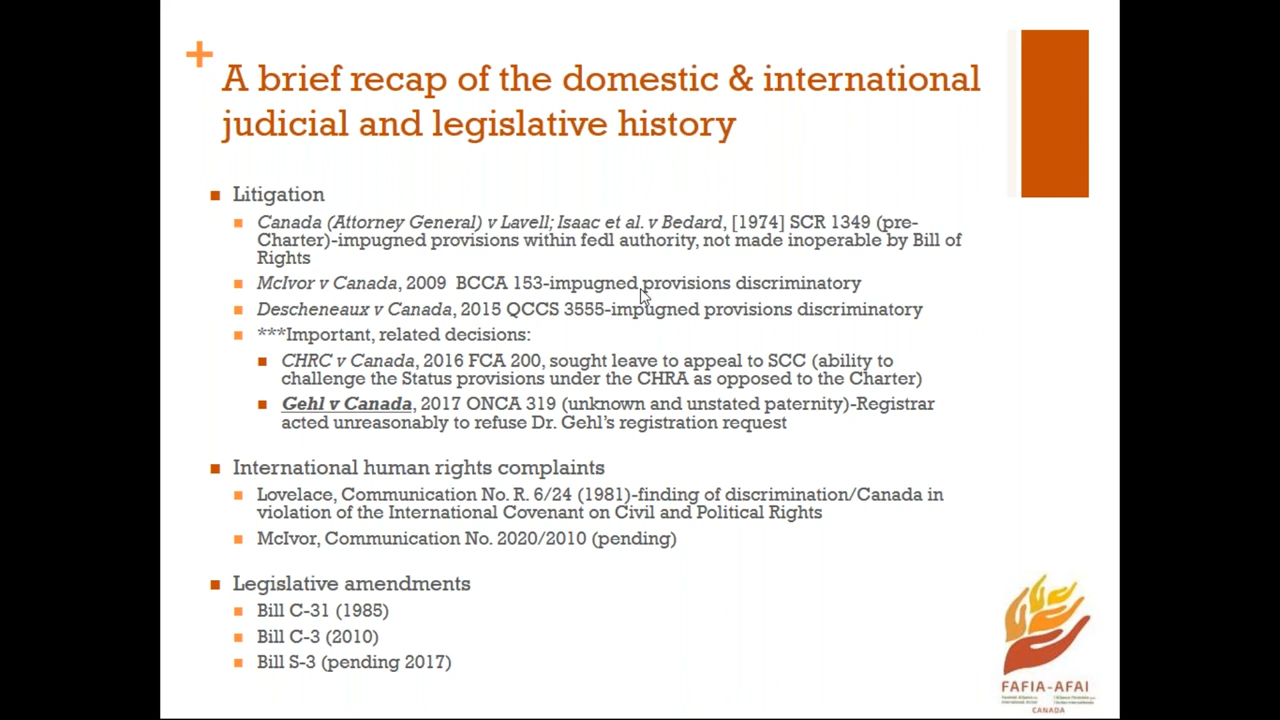 +
A brief recap of the domestic & international
judicial and legislative history
Litigation
Canada (Attorney General) v Lavell; Isaac et al. v Bedard, [1974] SCR 1349 (pre-
Charter)-impugned provisions within fedl authority, not made inoperable by Bill of
Rights
McIvor v Canada, 2009 BCCA 153-impugned provisions discriminatory
Descheneaux v Canada, 2015 QCCS 3555-impugned provisions discriminatory
***Important, related decisions:
CHRC v Canada, 2016 FCA 200, sought leave to appeal to SCC (ability to
challenge the Status provisions under the CHRA as opposed to the Charter)
Gehl v Canada, 2017 ONCA 319 (unknown and unstated paternity)-Registrar
acted unreasonably to refuse Dr. Gehl's registration request
International human rights complaints
Lovelace, Communication No. R. 6/24 (1981)-finding of discrimination/Canada in
violation of the International Covenant on Civil and Political Rights
McIvor, Communication No. 2020/2010 (pending)
Legislative amendments
Bill C-31 (1985)
Bill C-3 (2010)
Bill S-3 (pending 2017)
FAFIA-AFAI
CANADA